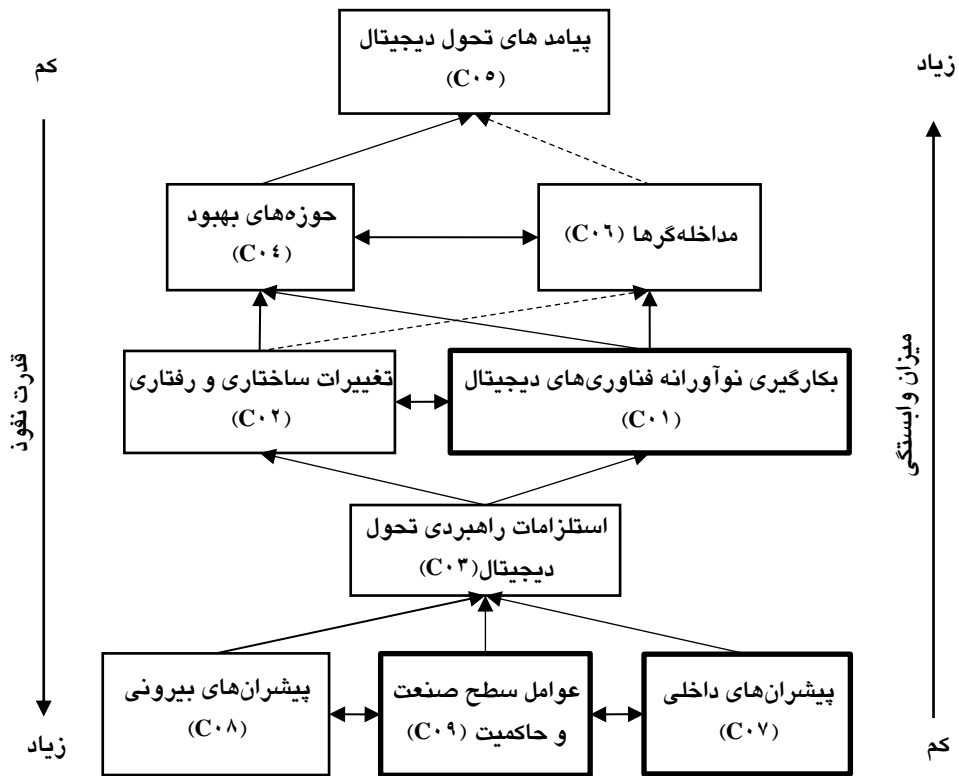 پیامد های تحول دیجیتال
(C۰۵)
زیاد
کم
مداخله‌گرها (C۰۶)
حوزه‌های بهبود
(C۰۴)
میزان وابستگی
قدرت نفوذ
بکارگیری نوآورانه فناوری‌های دیجیتال
(C۰۱)
تغییرات ساختاری و رفتاری
(C۰۲)
استلزامات راهبردی تحول
دیجیتال(C۰۳)
پیشران‌های داخلی
(C۰۷)
عوامل سطح صنعت
و حاکمیت (C۰۹)
پیشران‌های بیرونی
(C۰۸)
کم
زیاد